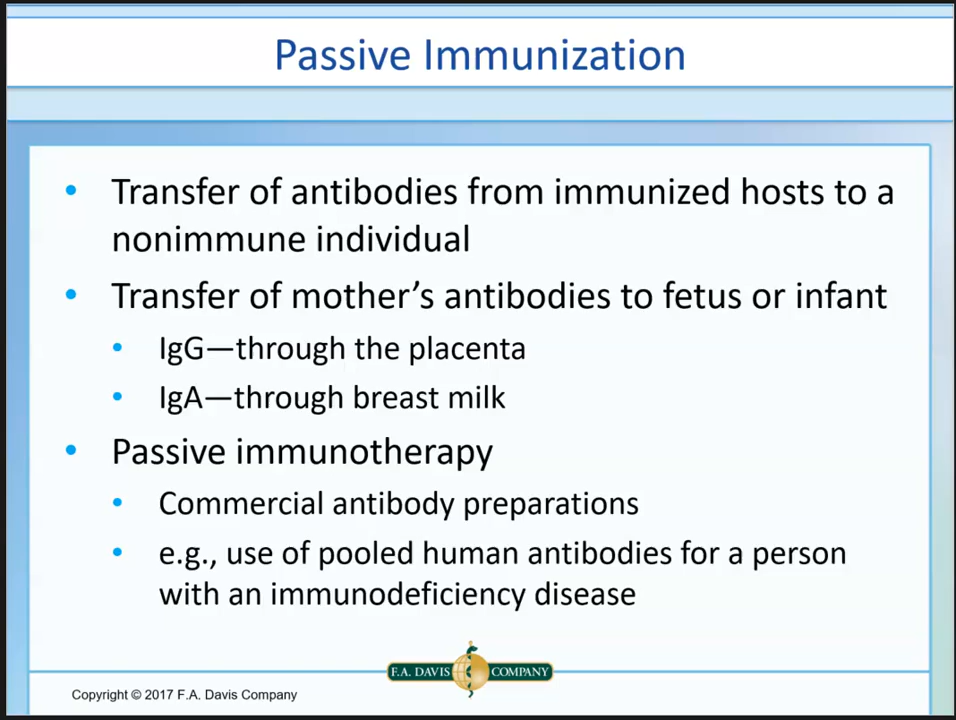 Passive Immunization
• Transfer of antibodies from immunized hosts to a
nonimmune individual
• Transfer of mother’s antibodies to fetus or infant
• IgG—through the placenta
• IgA—through breast milk
• Passive immunotherapy
• Commercial antibody preparations
• e.g., use of pooled human antibodies for a person
with an immunodeficiency disease
F.A. DAVIS COMPANY
Copyright © 2017 F.A. Davis Company